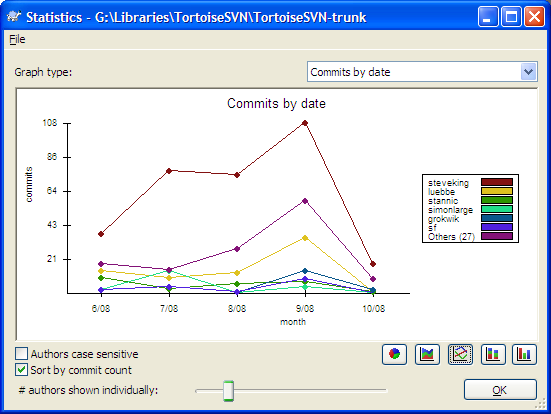 Statistics - G:\Libraries\TortoiseSVN\TortoiseSVN-trunk
File
Graph type:
Commits by date
Commits by date
108
86
64
43
21
commits
6/08 7/08 8/08 9/08 10/08
month
steveking
luebbe
stannic
simonlarge
grokwik
sf
Others (27)
Authors case sensitive
Sort by commit count
# authors shown individually:
OK